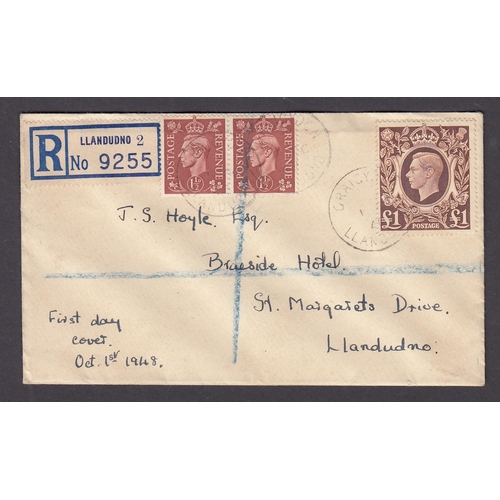 R
LLANDUDNO 2
No 9255
POSTAGE REVENUE
1½
POSTAGE REVENUE
1½
£1 £1
POSTAGE
LLAND
J. S. Hoyle, Esq.
Braeside Hotel.
St. Margarets Drive.
Llandudno.
First day
cover.
Oct. 1st 1948.